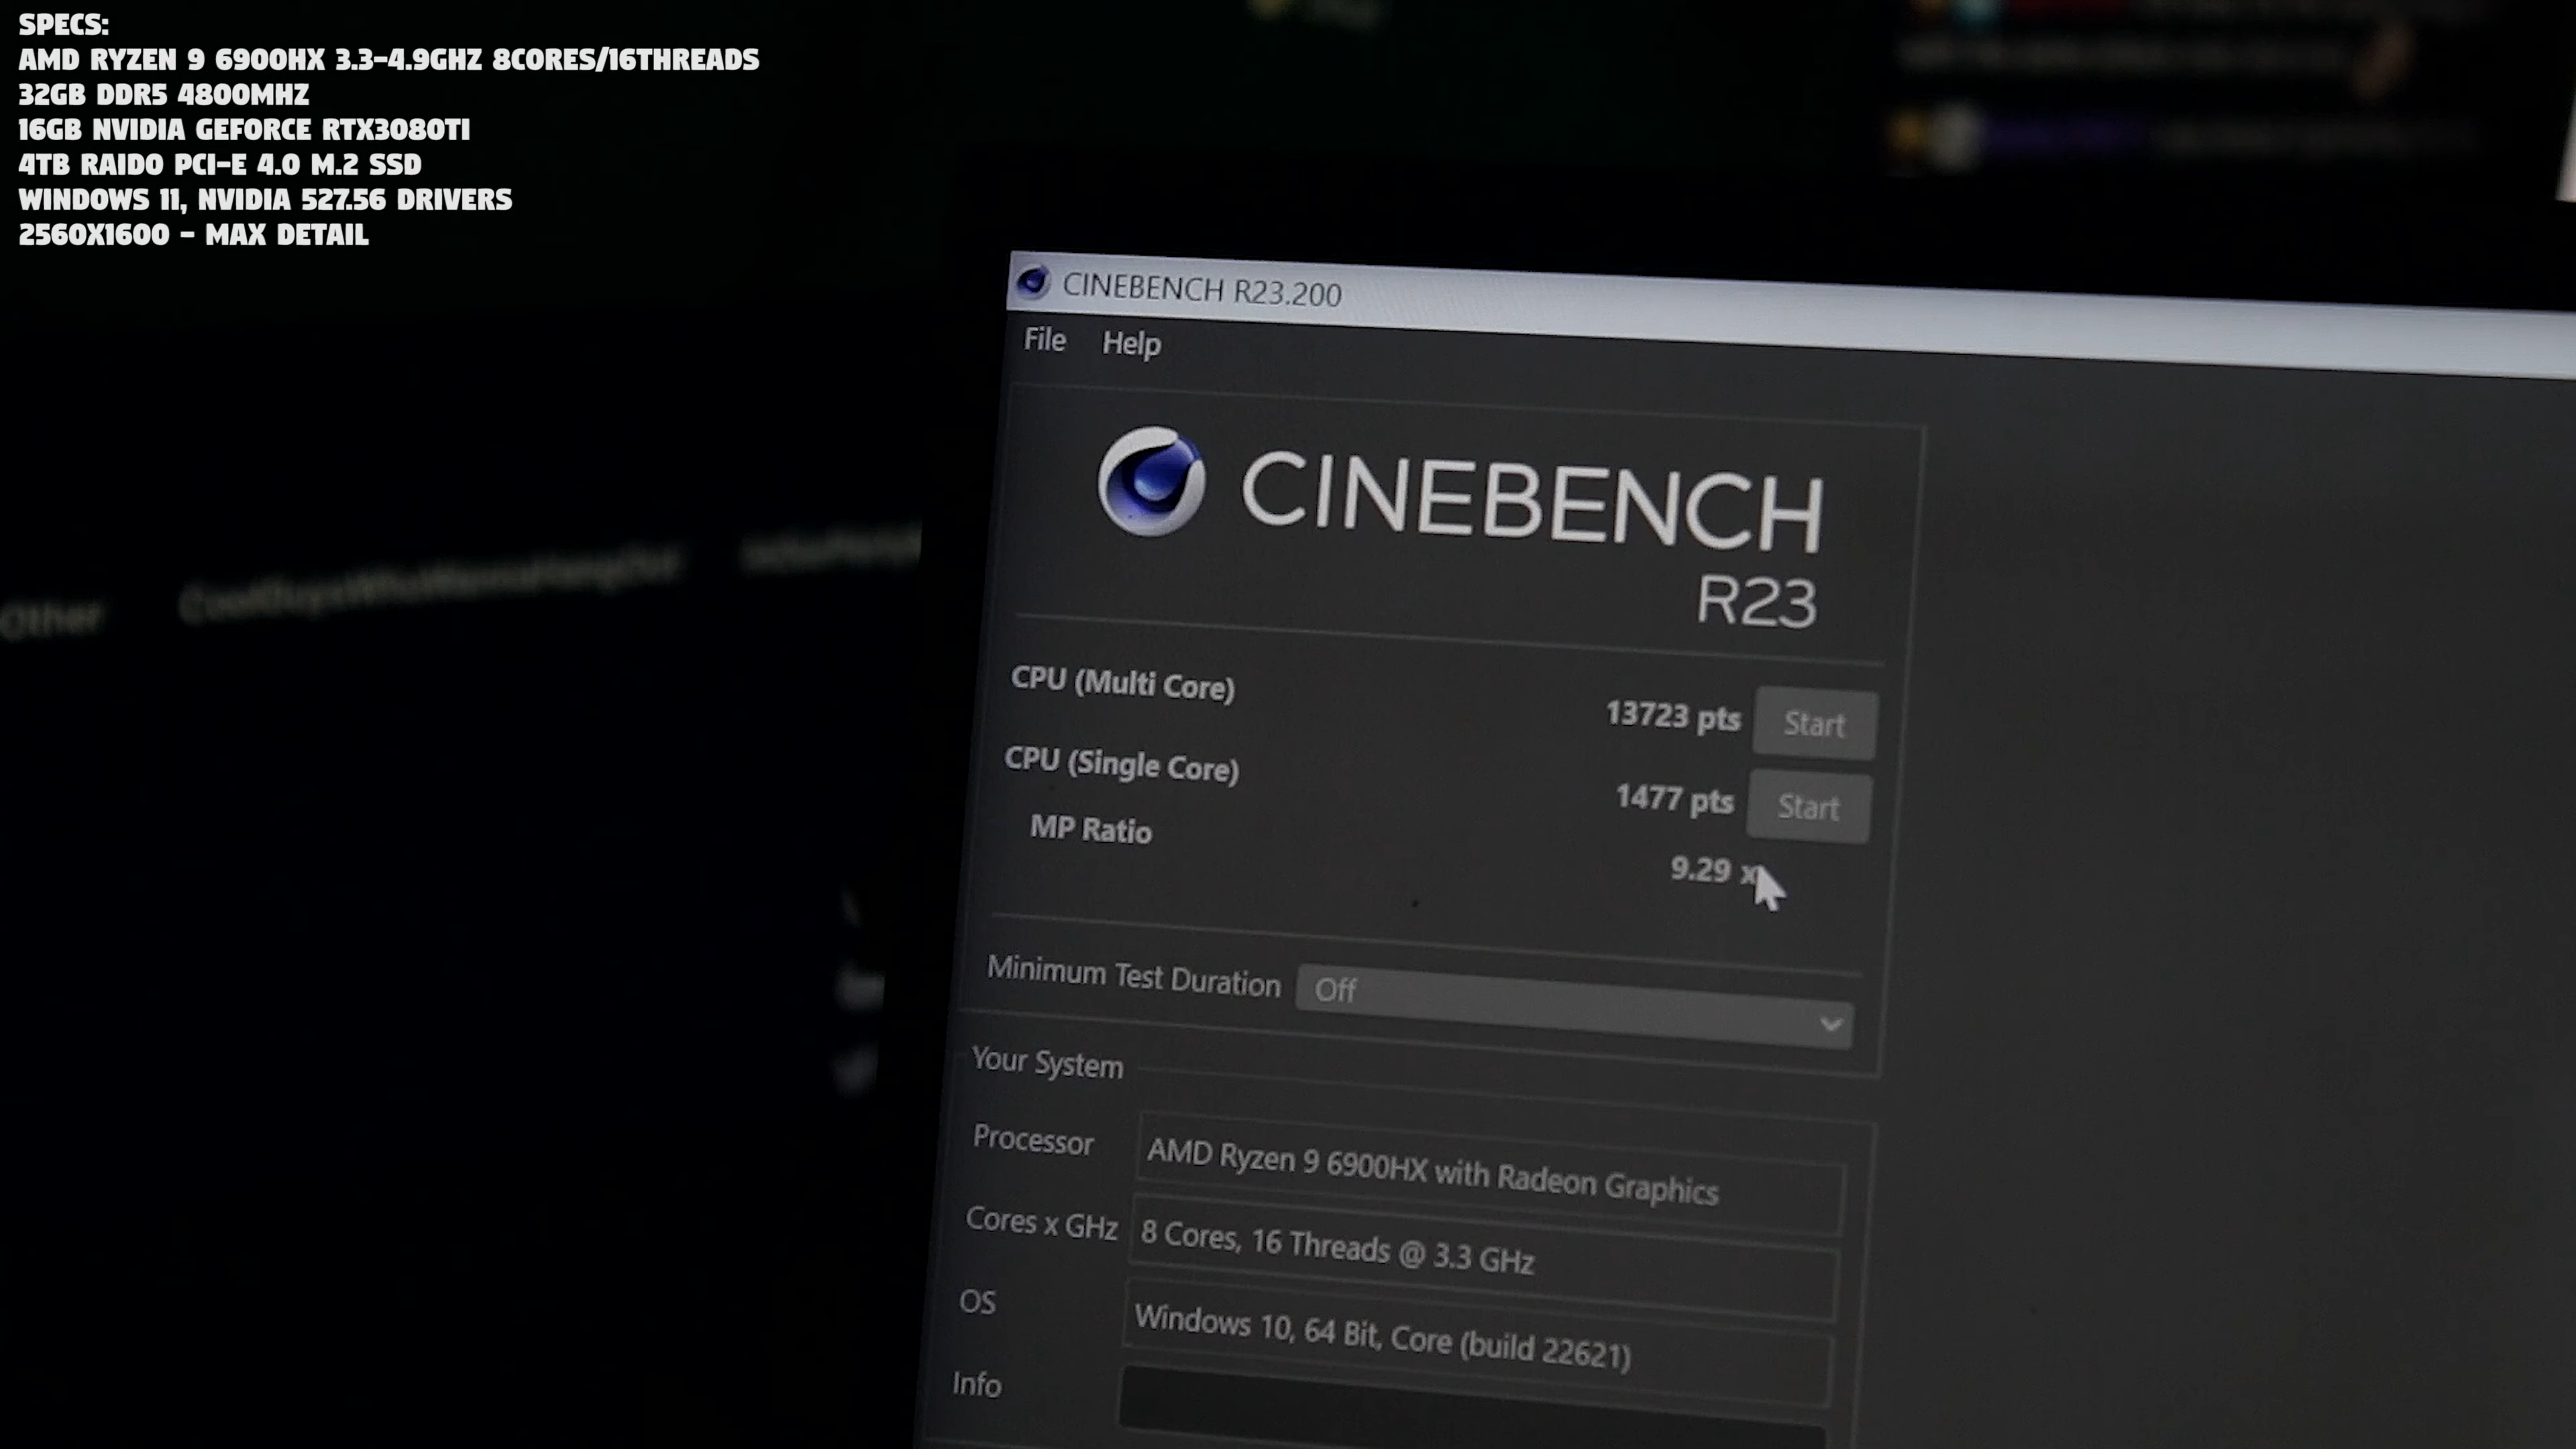 SPECS:
AMD RYZEN 9 6900HX 3.3-4.9GHZ 8CORES/16THREADS
32GB DDR5 4800MHZ
16GB NVIDIA GEFORCE RTX3080TI
4TB RAID0 PCI-E 4.0 M.2 SSD
WINDOWS 11, NVIDIA 527.56 DRIVERS
2560X1600 - MAX DETAIL
CINEBENCH R23.200
File Help
CINEBENCH
R23
CPU (Multi Core) 13723 pts Start
CPU (Single Core) 1477 pts Start
MP Ratio 9.29 x
Minimum Test Duration Off
Your System
Processor AMD Ryzen 9 6900HX with Radeon Graphics
Cores x GHz 8 Cores, 16 Threads @ 3.3 GHz
OS Windows 10, 64 Bit, Core (build 22621)
Info
Other